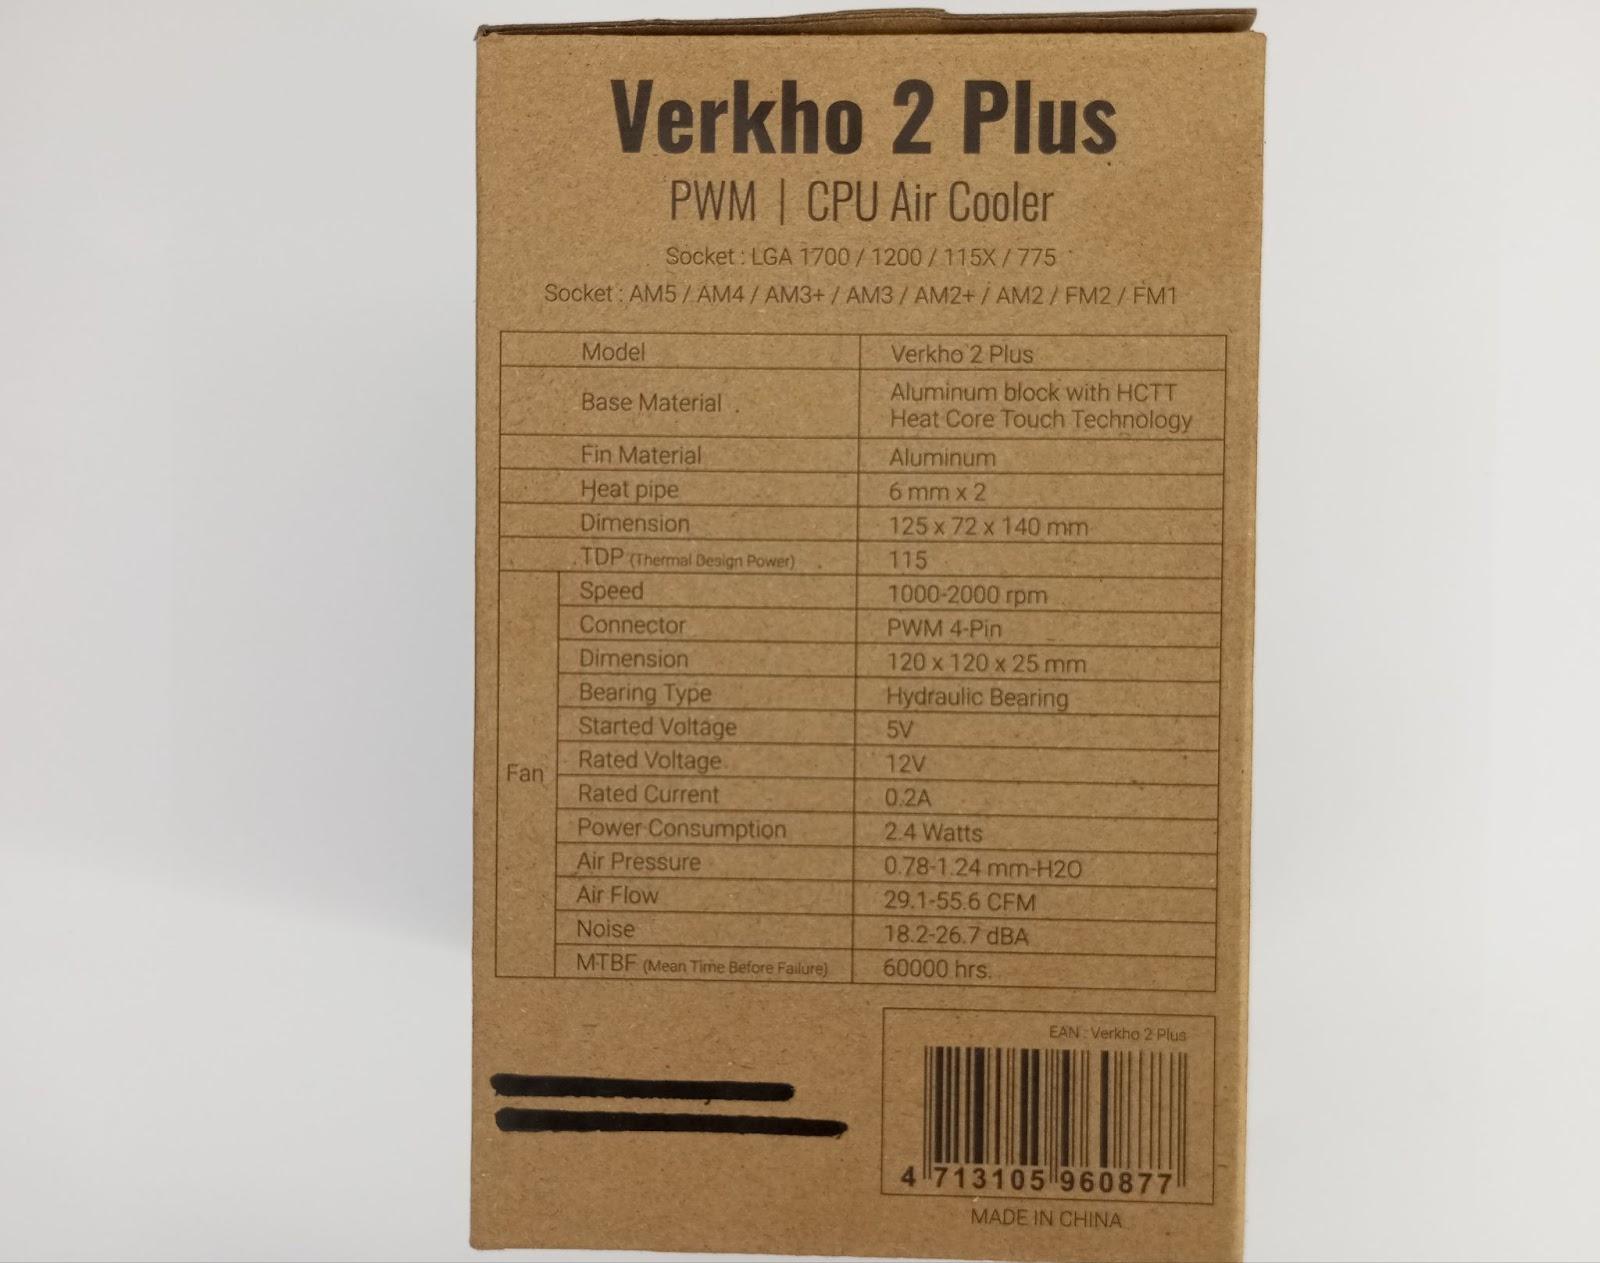 Verkho 2 Plus
PWM | CPU Air Cooler
Socket : LGA 1700 / 1200 / 115X / 775
Socket : AM5 / AM4 / AM3+ / AM3 / AM2+ / AM2 / FM2 / FM1
Model Verkho 2 Plus
Base Material Aluminum block with HCTT
Heat Core Touch Technology
Fin Material Aluminum
Heat pipe 6 mm x 2
Dimension 125 x 72 x 140 mm
TDP (Thermal Design Power) 115
Fan
Speed 1000-2000 rpm
Connector PWM 4-Pin
Dimension 120 x 120 x 25 mm
Bearing Type Hydraulic Bearing
Started Voltage 5V
Rated Voltage 12V
Rated Current 0.2A
Power Consumption 2.4 Watts
Air Pressure 0.78-1.24 mm-H2O
Air Flow 29.1-55.6 CFM
Noise 18.2-26.7 dBA
MTBF (Mean Time Before Failure) 60000 hrs.
EAN : Verkho 2 Plus
4 713105 960877
MADE IN CHINA